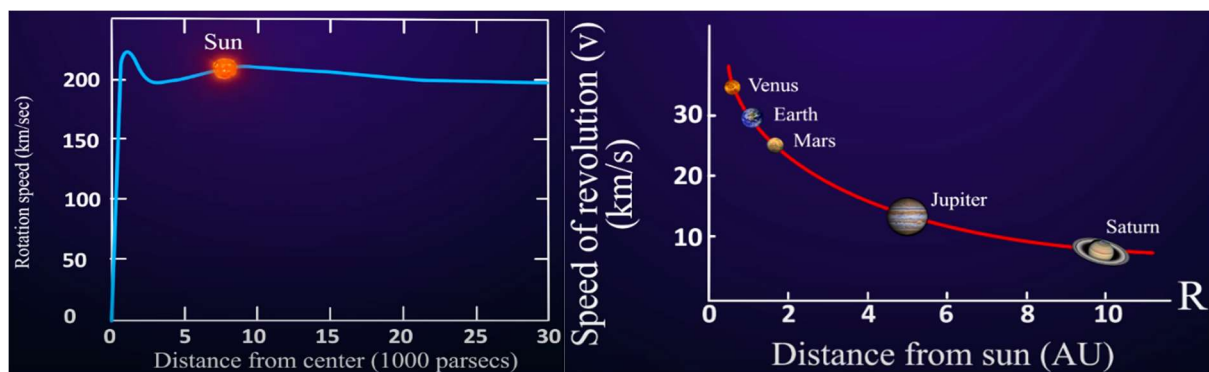 Sun
Rotation speed (km/sec)
200
150
100
50
0
0 5 10 15 20 25 30
Distance from center (1000 parsecs)
Speed of revolution (v)
(km/s)
30
20
10
Venus
Earth
Mars
Jupiter
Saturn
R
0 2 4 6 8 10
Distance from sun (AU)